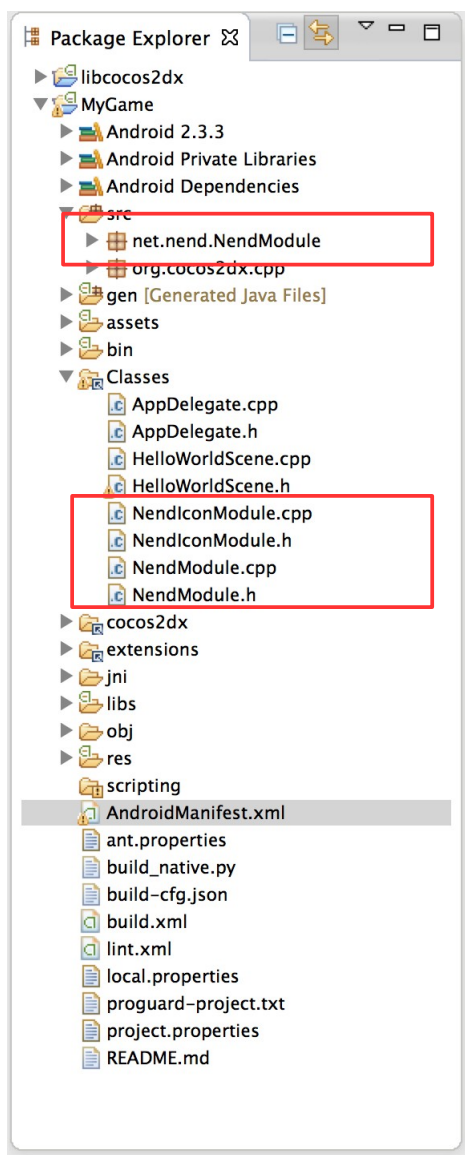 Package Explorer
libcocos2dx
MyGame
Android 2.3.3
Android Private Libraries
Android Dependencies
src
net.nend.NendModule
org.cocos2dx.cpp
gen [Generated Java Files]
assets
bin
Classes
AppDelegate.cpp
AppDelegate.h
HelloWorldScene.cpp
HelloWorldScene.h
NendIconModule.cpp
NendIconModule.h
NendModule.cpp
NendModule.h
cocos2dx
extensions
jni
libs
obj
res
scripting
AndroidManifest.xml
ant.properties
build_native.py
build-cfg.json
build.xml
lint.xml
local.properties
proguard-project.txt
project.properties
README.md